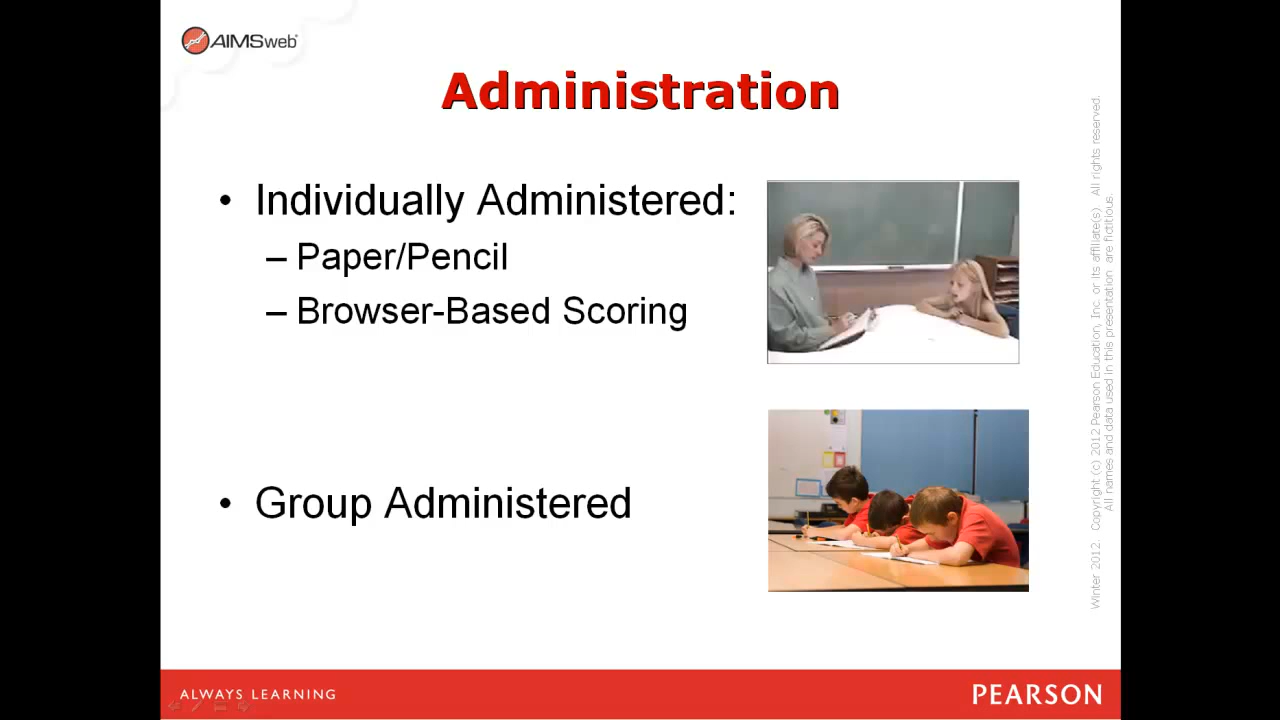 AIMSweb
Administration
• Individually Administered:
– Paper/Pencil
– Browser-Based Scoring
• Group Administered
Winter 2012. Copyright (c) 2012 Pearson Education, Inc. or its affiliate(s). All rights reserved.
All names and data used in this presentation are fictitious.
ALWAYS LEARNING
PEARSON